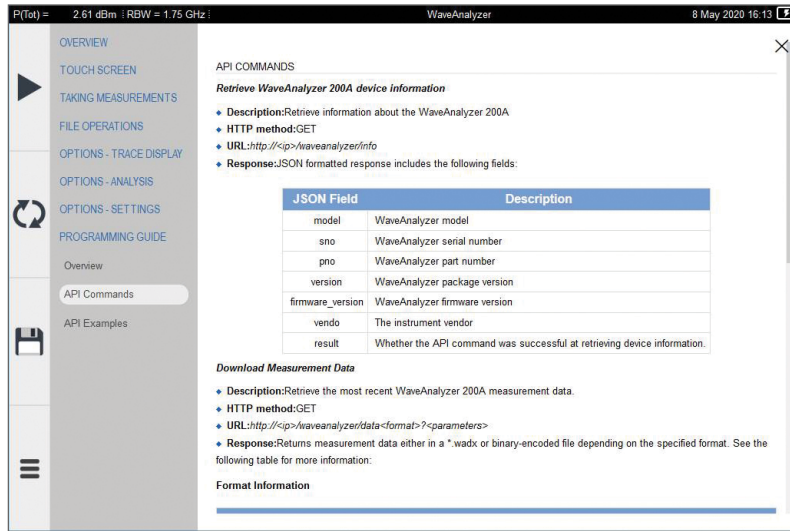 P(Tot) = 2.61 dBm RBW = 1.75 GHz WaveAnalyzer 8 May 2020 16:13
OVERVIEW
TOUCH SCREEN
TAKING MEASUREMENTS
FILE OPERATIONS
OPTIONS - TRACE DISPLAY
OPTIONS - ANALYSIS
OPTIONS - SETTINGS
PROGRAMMING GUIDE
Overview
API Commands
API Examples
API COMMANDS
Retrieve WaveAnalyzer 200A device information
Description:Retrieve information about the WaveAnalyzer 200A
HTTP method:GET
URL:http://<ip>/waveanalyzer/info
Response:JSON formatted response includes the following fields:
JSON Field Description
model WaveAnalyzer model
sno WaveAnalyzer serial number
pno WaveAnalyzer part number
version WaveAnalyzer package version
firmware_version WaveAnalyzer firmware version
vendo The instrument vendor
result Whether the API command was successful at retrieving device information.
Download Measurement Data
Description:Retrieve the most recent WaveAnalyzer 200A measurement data.
HTTP method:GET
URL:http://<ip>/waveanalyzer/data<format>?<parameters>
Response:Returns measurement data either in a *.wadx or binary-encoded file depending on the specified format. See the
following table for more information:
Format Information